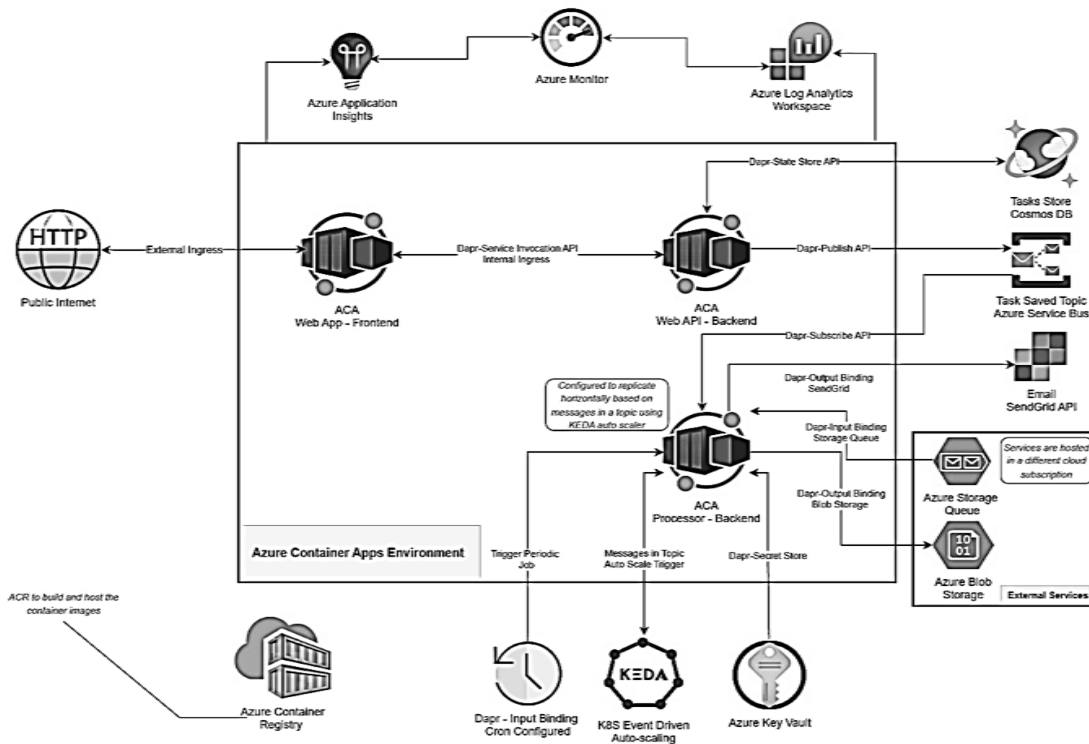 Azure Application
Insights
Azure Monitor
Azure Log Analytics
Workspace
Dapr-State Store API
Tasks Store
Cosmos DB
HTTP
Public Internet
External Ingress
Dapr-Service Invocation API
Internal Ingress
ACA
Web App - Frontend
ACA
Web API - Backend
Dapr-Publish API
Task Saved Topic
Azure Service Bus
Dapr-Subscribe API
Configured to replicate
horizontally based on
messages in a topic using
KEDA auto scaler
Dapr-Output Binding
SendGrid
Email
SendGrid API
Dapr-Input Binding
Storage Queue
Services are hosted
in a different cloud
subscription
Azure Storage
Queue
ACA
Processor - Backend
Dapr-Output Binding
Blob Storage
10
01
Azure Blob
Storage
External Services
Azure Container Apps Environment
Trigger Periodic
Job
Messages in Topic
Auto Scale Trigger
Dapr-Secret Store
ACR to build and host the
container images
Azure Container
Registry
Dapr - Input Binding
Cron Configured
KEDA
K8S Event Driven
Auto-scaling
Azure Key Vault